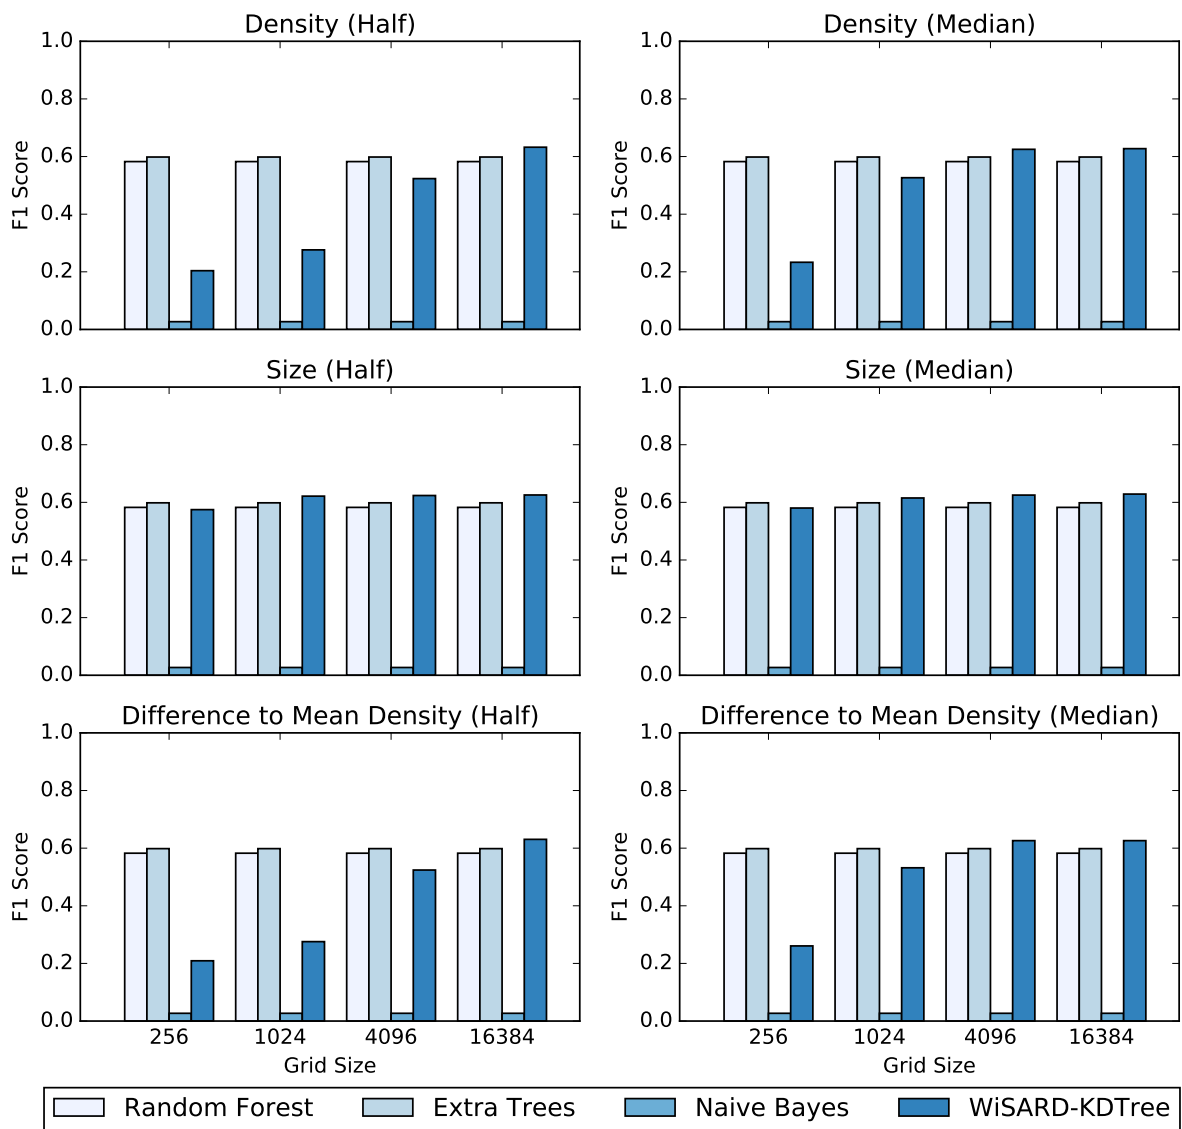 Density (Half)
1.0
0.8
0.6
0.4
0.2
0.0
F1 Score
Density (Median)
1.0
0.8
0.6
0.4
0.2
0.0
F1 Score
Size (Half)
1.0
0.8
0.6
0.4
0.2
0.0
F1 Score
Size (Median)
1.0
0.8
0.6
0.4
0.2
0.0
F1 Score
Difference to Mean Density (Half)
1.0
0.8
0.6
0.4
0.2
0.0
F1 Score
256 1024 4096 16384
Grid Size
Difference to Mean Density (Median)
1.0
0.8
0.6
0.4
0.2
0.0
F1 Score
256 1024 4096 16384
Grid Size
Random Forest Extra Trees Naive Bayes WiSARD-KDTree